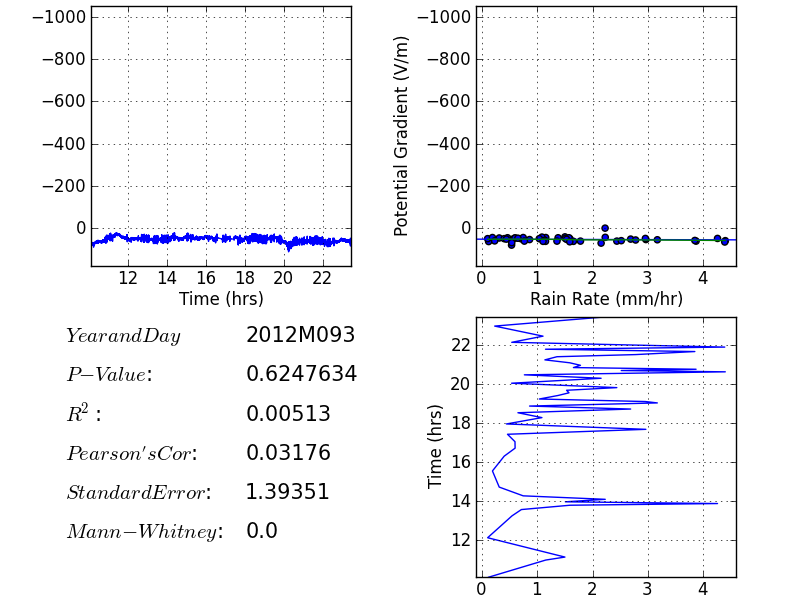 −1000
−800
−600
−400
−200
0
12 14 16 18 20 22
Time (hrs)
Potential Gradient (V/m)
−1000
−800
−600
−400
−200
0
0 1 2 3 4
Rain Rate (mm/hr)
YearandDay 2012M093
P−Value: 0.6247634
R²: 0.00513
Pearson'sCor: 0.03176
StandardError: 1.39351
Mann−Whitney: 0.0
Time (hrs)
22
20
18
16
14
12
0 1 2 3 4